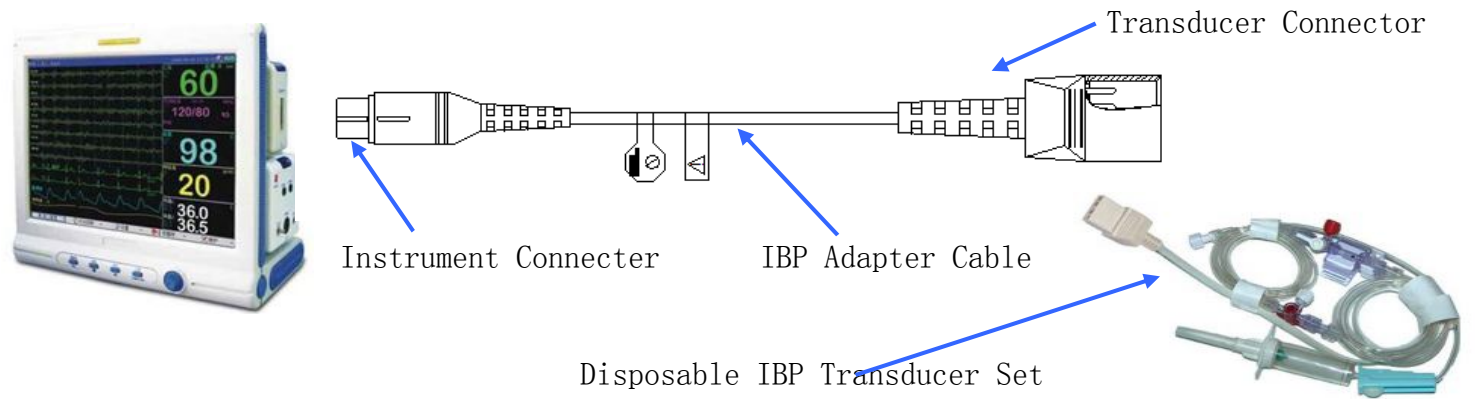 Transducer Connector
60
120/80
98
20
36.0
36.5
Instrument Connecter
IBP Adapter Cable
Disposable IBP Transducer Set